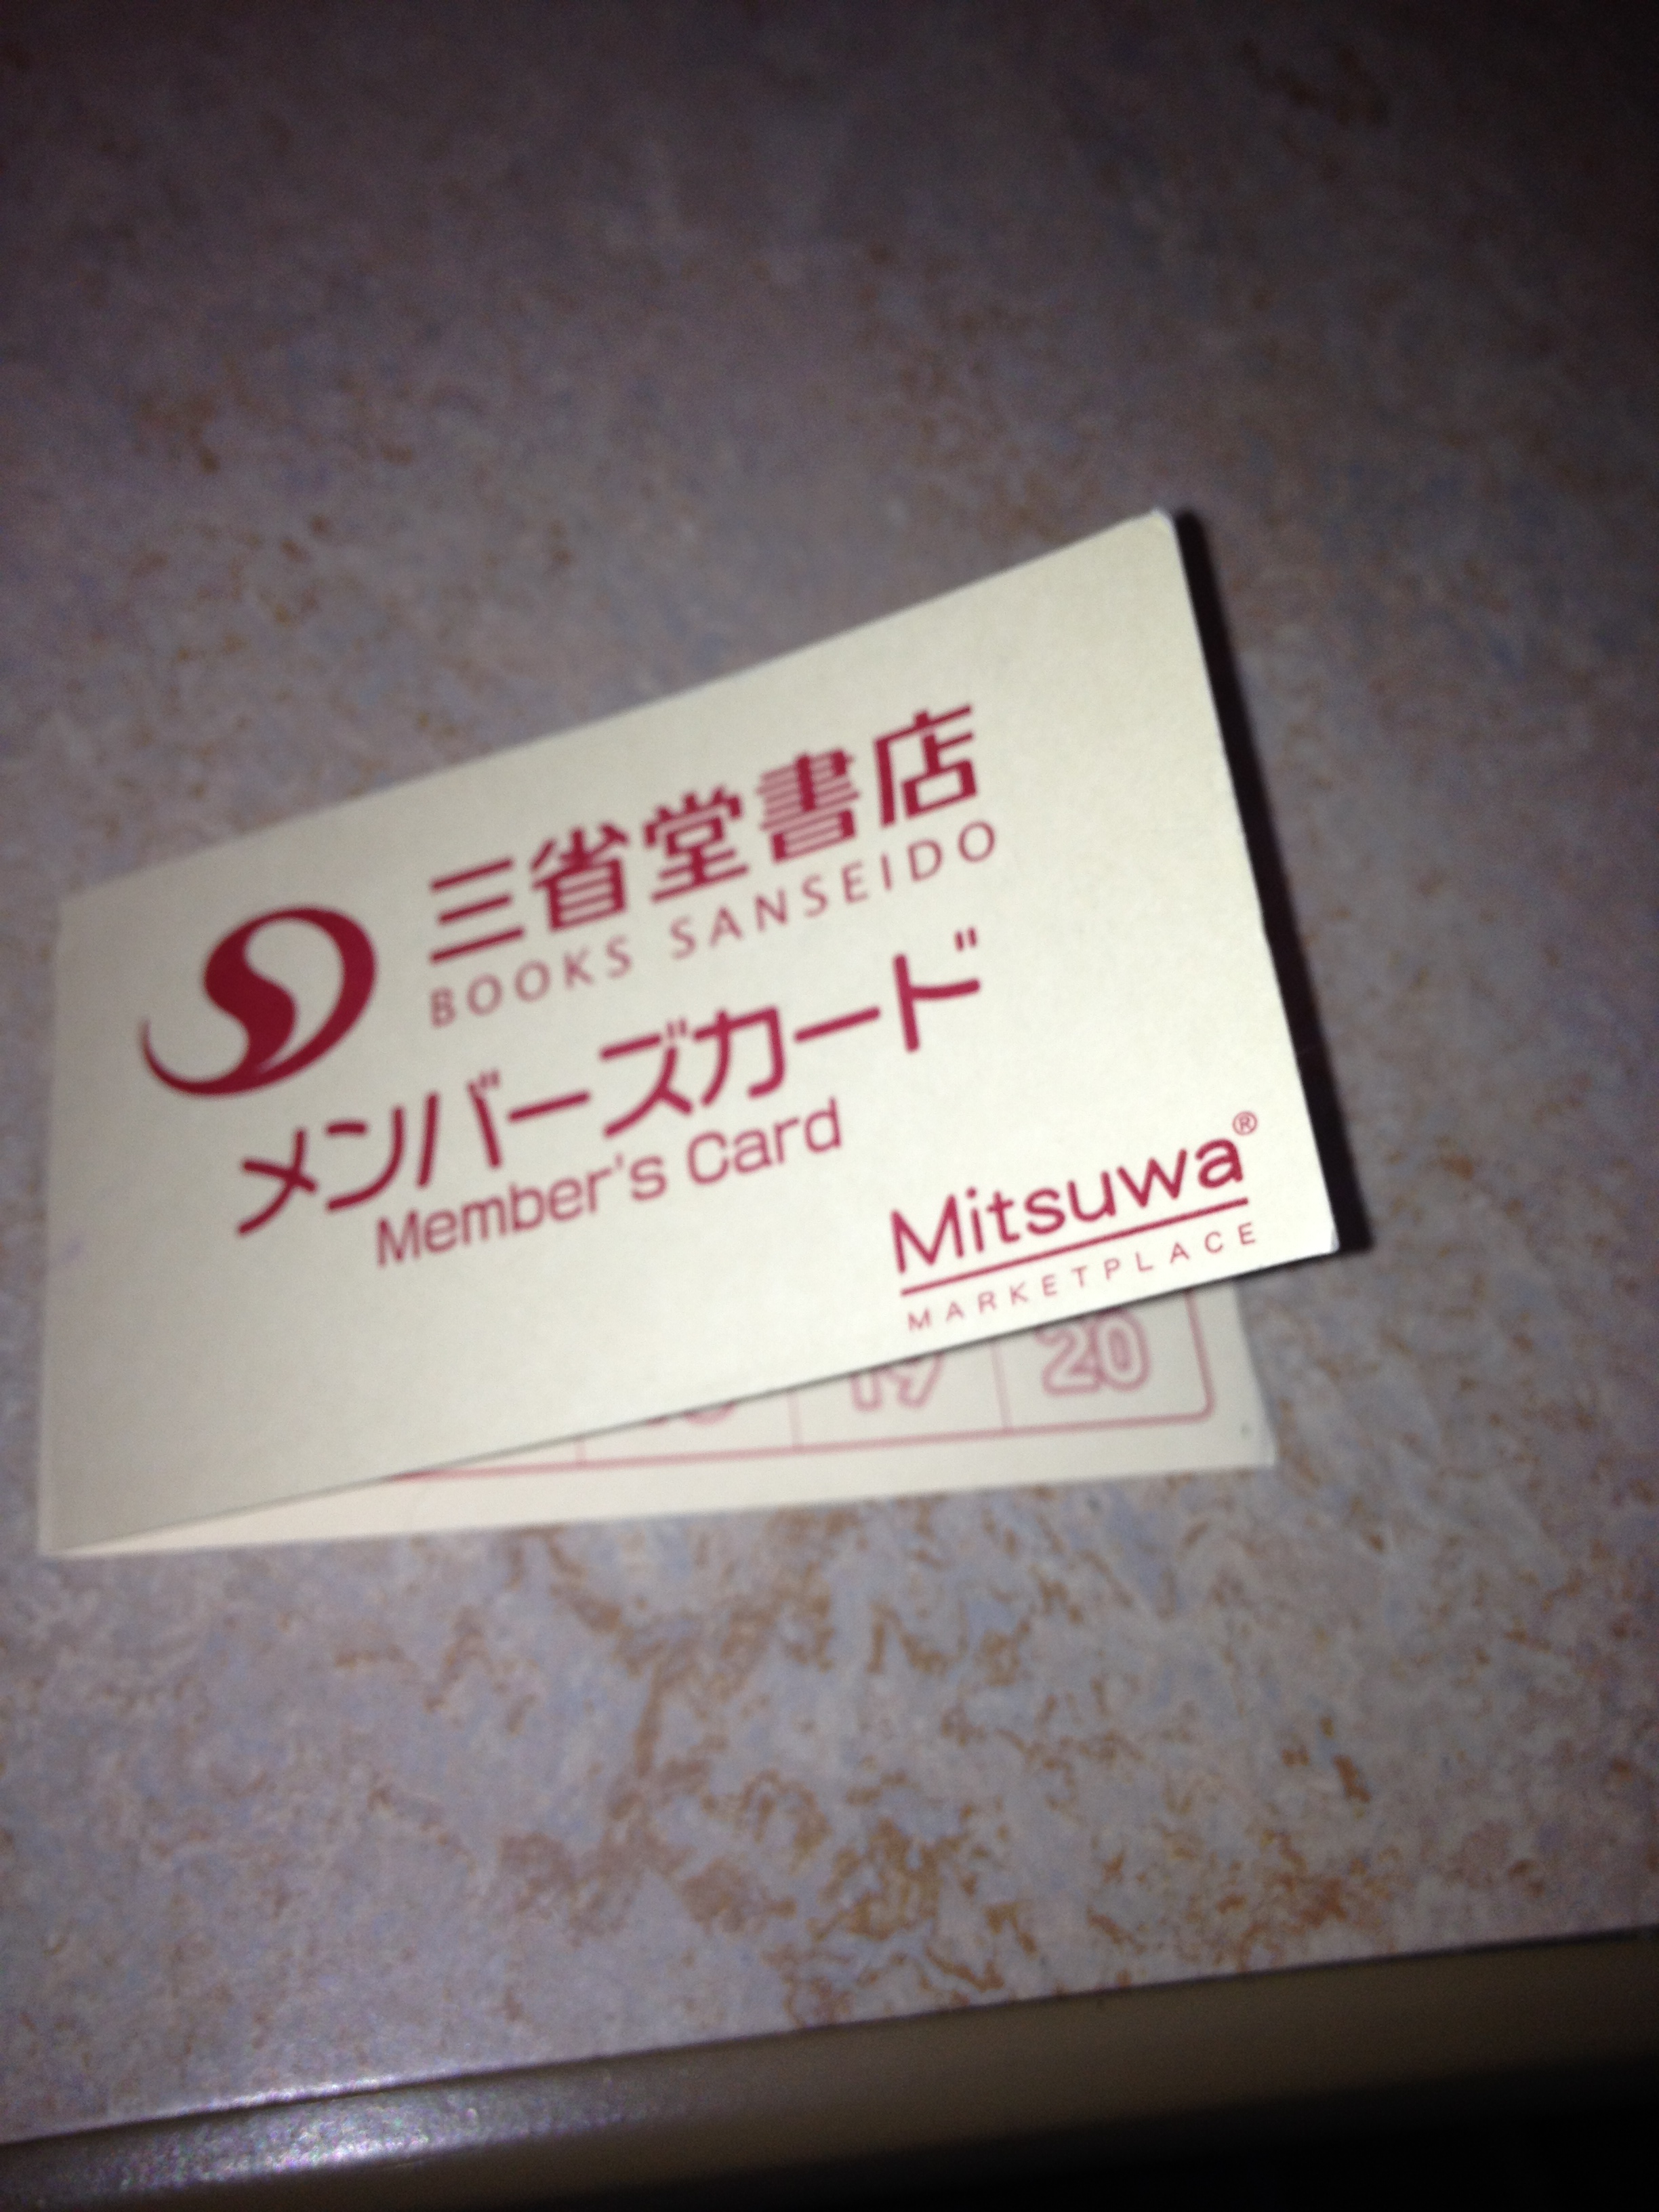 三省堂書店
BOOKS SANSEIDO
メンバーズカード
Member's Card
Mitsuwa®
MARKETPLACE
19 20